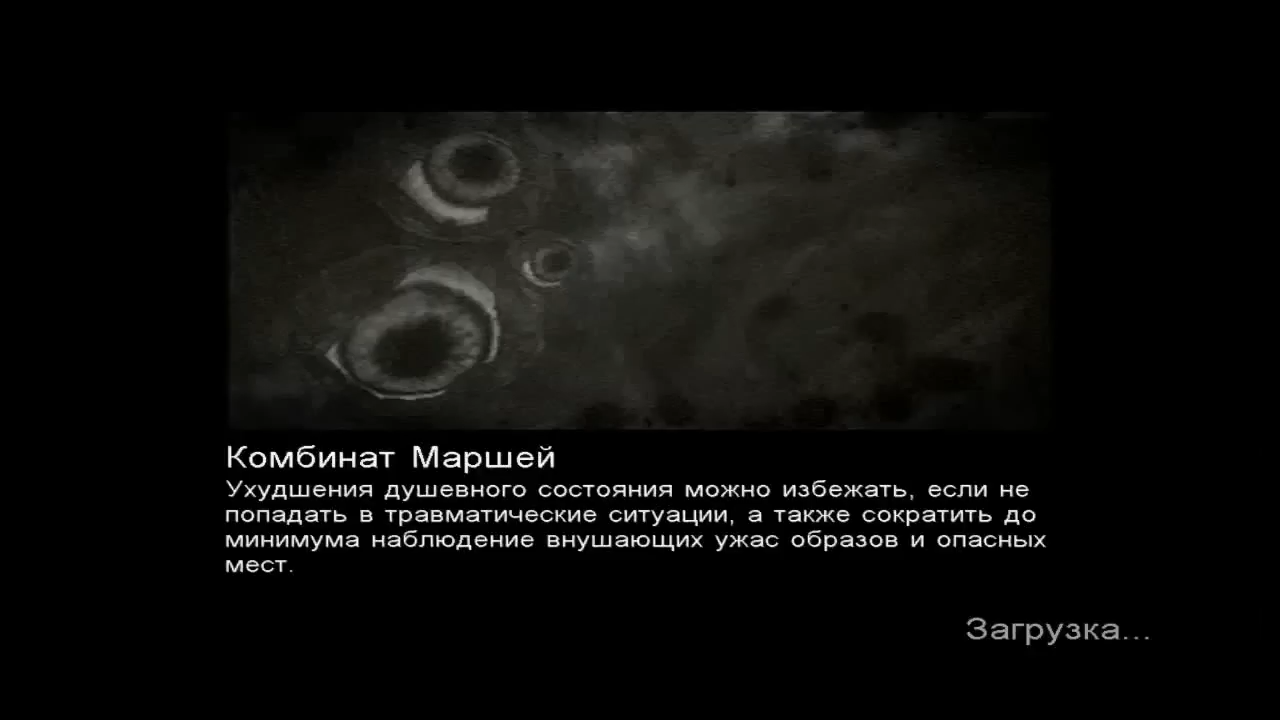 Комбинат Маршей
Ухудшения душевного состояния можно избежать, если не
попадать в травматические ситуации, а также сократить до
минимума наблюдение внушающих ужас образов и опасных
мест.
Загрузка...